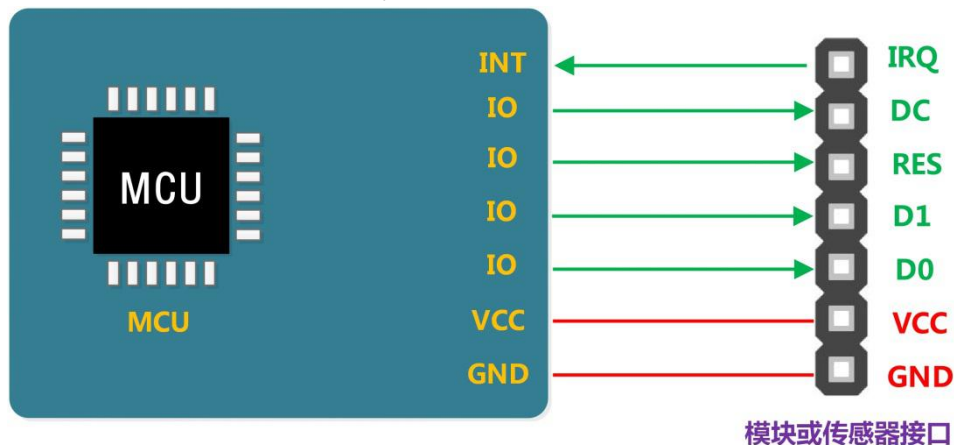 INT IRQ
IO DC
IO RES
MCU
IO D1
IO D0
MCU VCC VCC
GND GND
模块或传感器接口